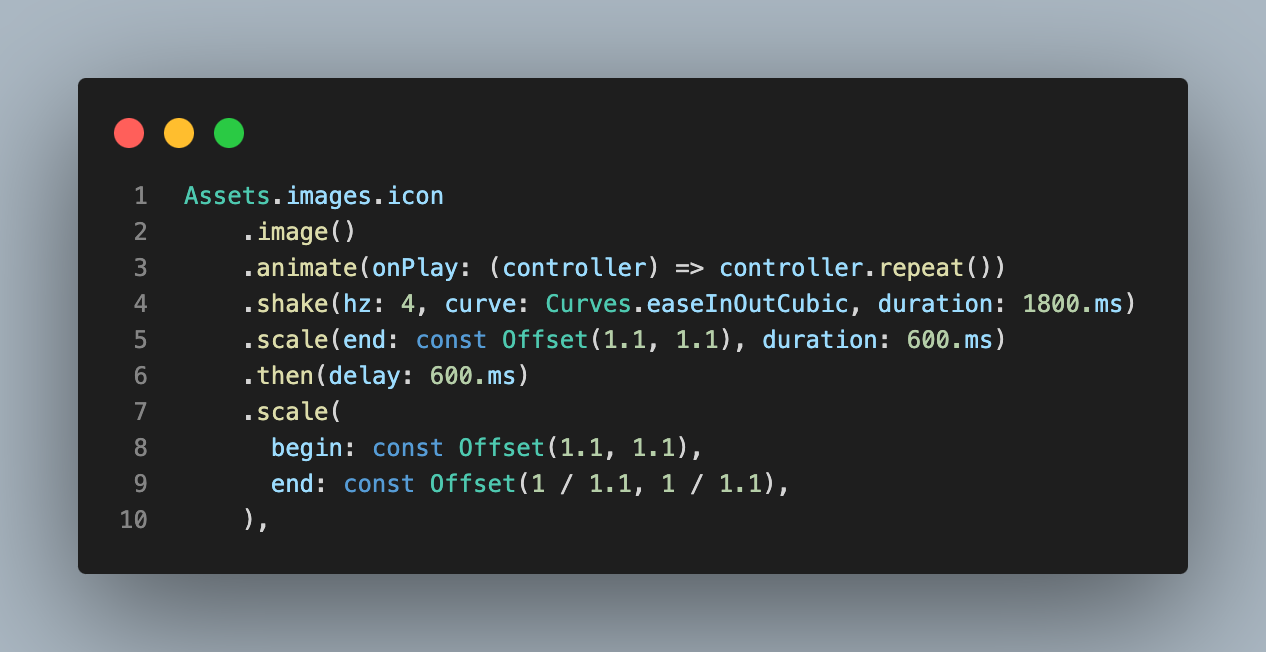 1 Assets.images.icon
2 .image()
3 .animate(onPlay: (controller) => controller.repeat())
4 .shake(hz: 4, curve: Curves.easeInOutCubic, duration: 1800.ms)
5 .scale(end: const Offset(1.1, 1.1), duration: 600.ms)
6 .then(delay: 600.ms)
7 .scale(
8 begin: const Offset(1.1, 1.1),
9 end: const Offset(1 / 1.1, 1 / 1.1),
10 ),